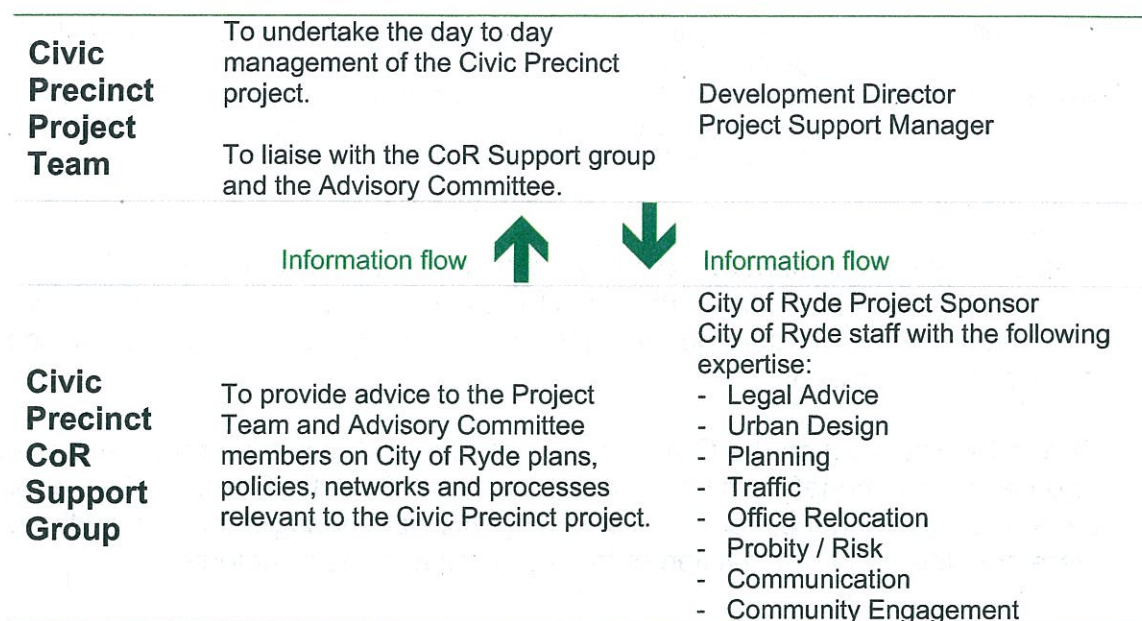 Civic
Precinct
Project
Team
To undertake the day to day
management of the Civic Precinct
project.
To liaise with the CoR Support group
and the Advisory Committee.
Development Director
Project Support Manager
Information flow
Information flow
Civic
Precinct
CoR
Support
Group
To provide advice to the Project
Team and Advisory Committee
members on City of Ryde plans,
policies, networks and processes
relevant to the Civic Precinct project.
City of Ryde Project Sponsor
City of Ryde staff with the following
expertise:
- Legal Advice
- Urban Design
- Planning
- Traffic
- Office Relocation
- Probity / Risk
- Communication
- Community Engagement